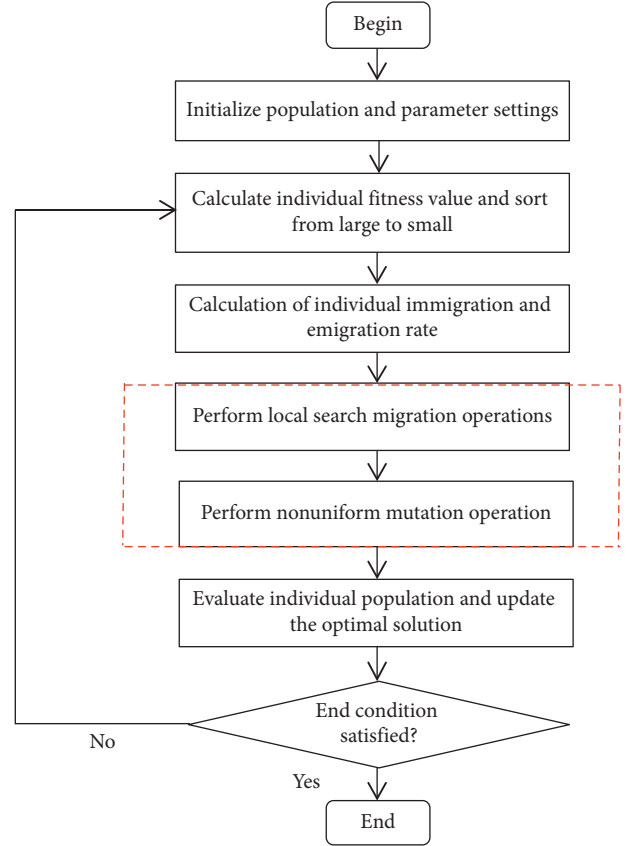 Begin
Initialize population and parameter settings
Calculate individual fitness value and sort
from large to small
Calculation of individual immigration and
emigration rate
Perform local search migration operations
Perform nonuniform mutation operation
Evaluate individual population and update
the optimal solution
End condition
satisfied?
No
Yes
End